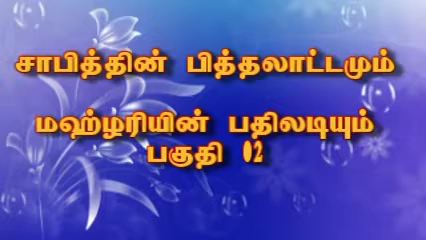 சாபித்தின் பித்தலாட்டமும்
மஹ்ழரியின் பதிலடியும்
பகுதி 02